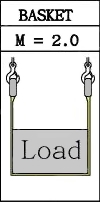 BASKET
M = 2.0
Load